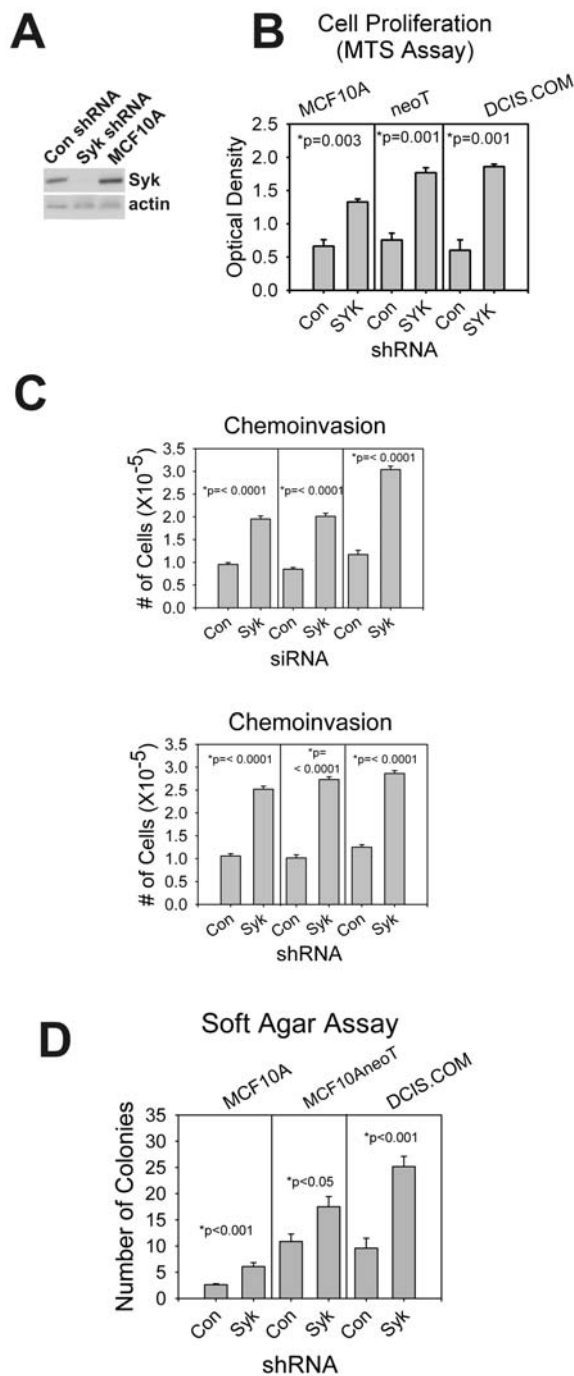 A
Con shRNA
Syk shRNA
MCF10A
Syk
actin
B
Cell Proliferation
(MTS Assay)
MCF10A
neoT
DCIS.COM
*p=0.003
*p=0.001
*p=0.001
Optical Density
2.5
2.0
1.5
1.0
0.5
0.0
Con
SYK
Con
SYK
Con
SYK
shRNA
C
Chemoinvasion
# of Cells (X10⁻⁵)
3.5
3.0
2.5
2.0
1.5
1.0
0.5
0.0
*p=< 0.0001
*p=< 0.0001
*p=< 0.0001
Con
Syk
Con
Syk
Con
Syk
siRNA
Chemoinvasion
# of Cells (X10⁻⁵)
3.5
3.0
2.5
2.0
1.5
1.0
0.5
0.0
*p=< 0.0001
*p=
< 0.0001
*p=< 0.0001
Con
Syk
Con
Syk
Con
Syk
shRNA
D
Soft Agar Assay
MCF10A
MCF10AneoT
DCIS.COM
Number of Colonies
35
30
25
20
15
10
5
0
*p<0.001
*p<0.05
*p<0.001
Con
Syk
Con
Syk
Con
Syk
shRNA